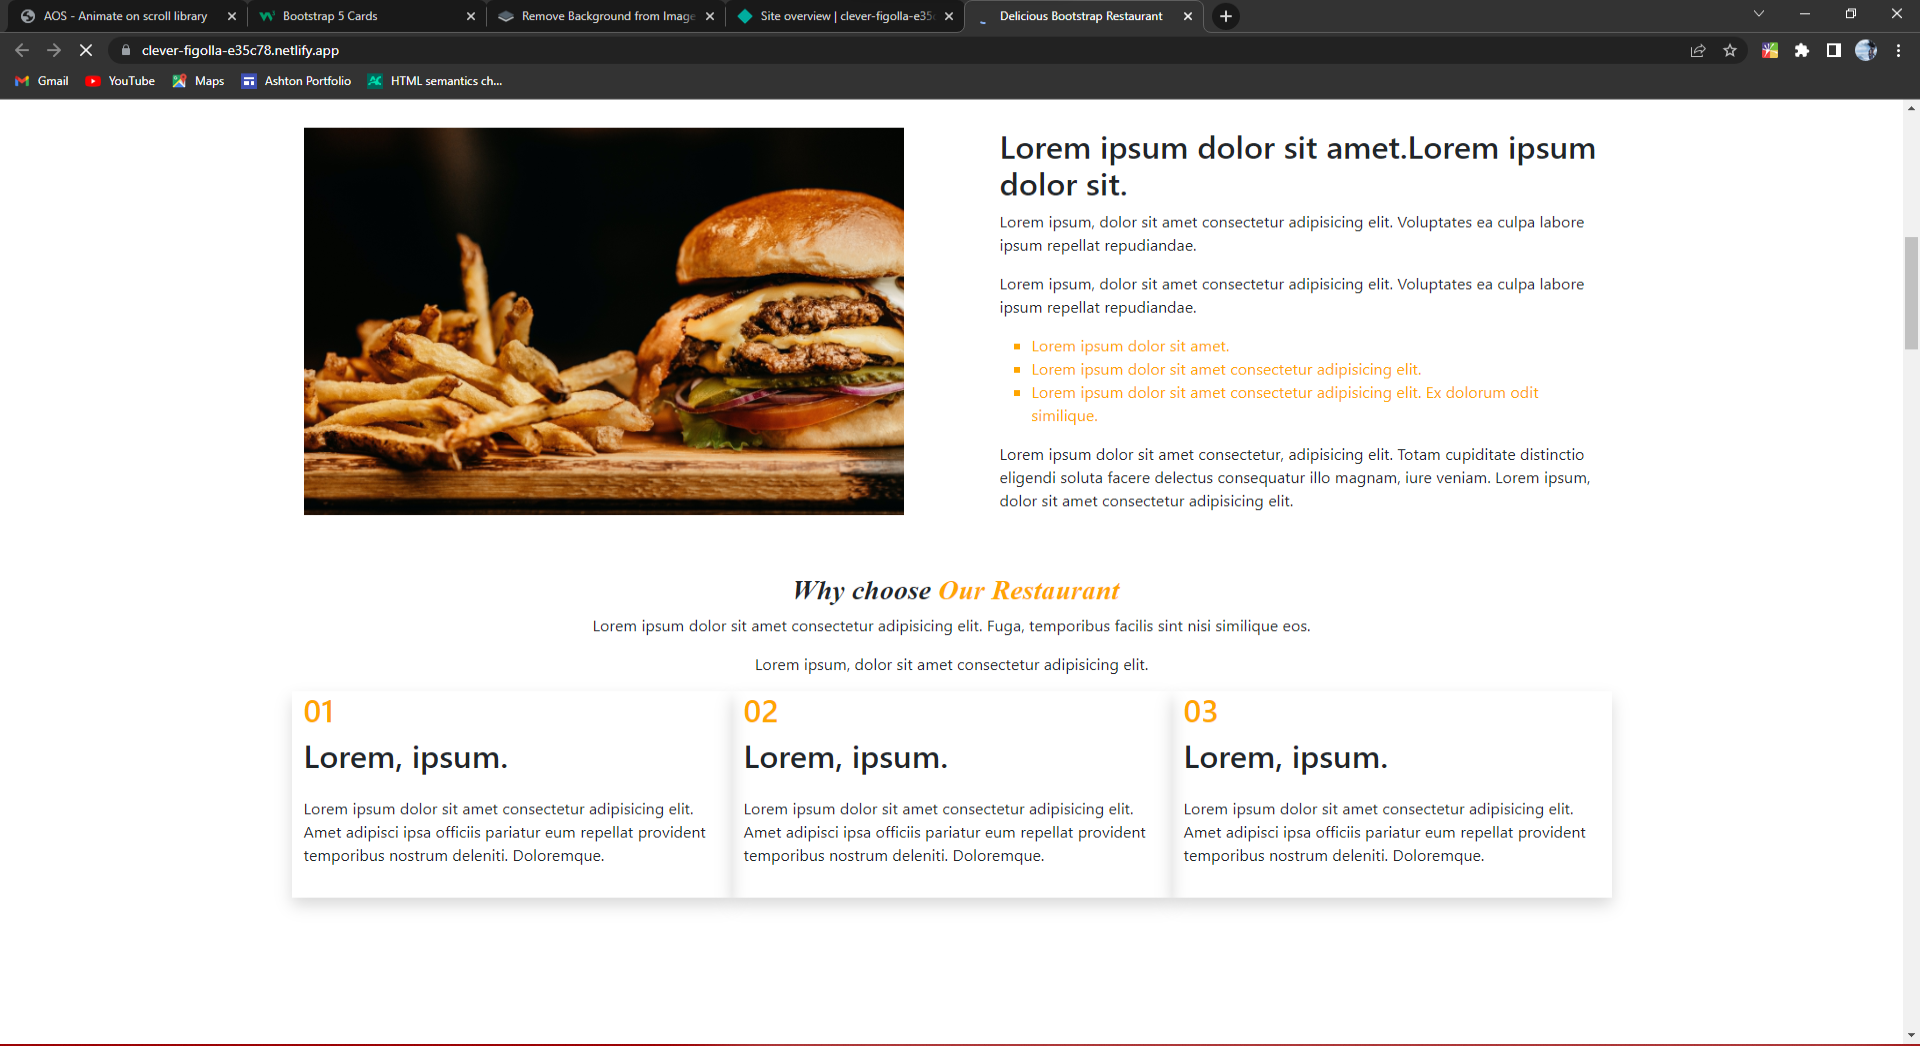 AOS - Animate on scroll library
Bootstrap 5 Cards
Remove Background from Image
Site overview | clever-figolla-e35c
Delicious Bootstrap Restaurant
clever-figolla-e35c78.netlify.app
Gmail
YouTube
Maps
Ashton Portfolio
HTML semantics ch...
Lorem ipsum dolor sit amet.Lorem ipsum
dolor sit.
Lorem ipsum, dolor sit amet consectetur adipisicing elit. Voluptates ea culpa labore
ipsum repellat repudiandae.
Lorem ipsum, dolor sit amet consectetur adipisicing elit. Voluptates ea culpa labore
ipsum repellat repudiandae.
Lorem ipsum dolor sit amet.
Lorem ipsum dolor sit amet consectetur adipisicing elit.
Lorem ipsum dolor sit amet consectetur adipisicing elit. Ex dolorum odit
similique.
Lorem ipsum dolor sit amet consectetur, adipisicing elit. Totam cupiditate distinctio
eligendi soluta facere delectus consequatur illo magnam, iure veniam. Lorem ipsum,
dolor sit amet consectetur adipisicing elit.
Why choose Our Restaurant
Lorem ipsum dolor sit amet consectetur adipisicing elit. Fuga, temporibus facilis sint nisi similique eos.
Lorem ipsum, dolor sit amet consectetur adipisicing elit.
01
Lorem, ipsum.
Lorem ipsum dolor sit amet consectetur adipisicing elit.
Amet adipisci ipsa officiis pariatur eum repellat provident
temporibus nostrum deleniti. Doloremque.
02
Lorem, ipsum.
Lorem ipsum dolor sit amet consectetur adipisicing elit.
Amet adipisci ipsa officiis pariatur eum repellat provident
temporibus nostrum deleniti. Doloremque.
03
Lorem, ipsum.
Lorem ipsum dolor sit amet consectetur adipisicing elit.
Amet adipisci ipsa officiis pariatur eum repellat provident
temporibus nostrum deleniti. Doloremque.